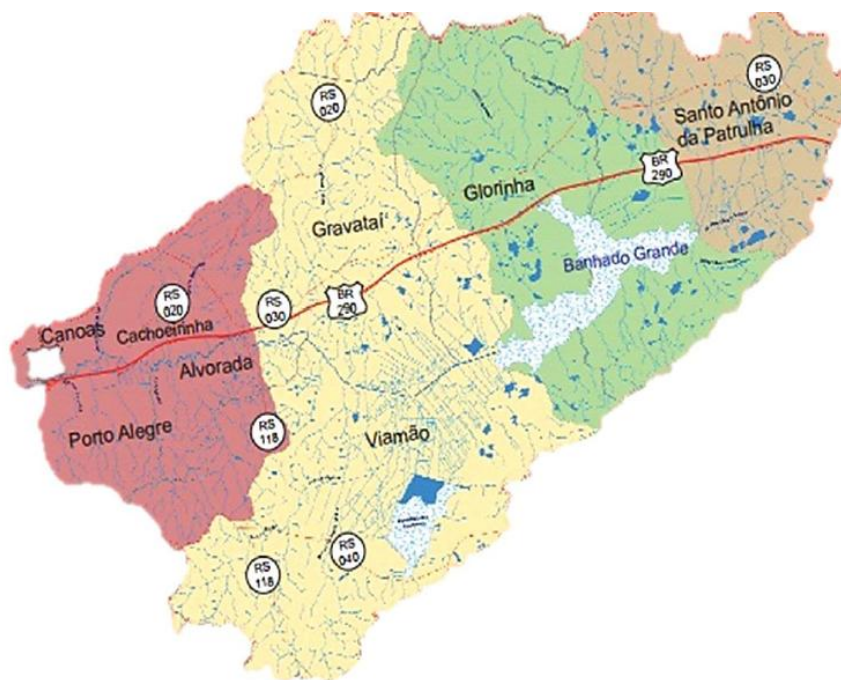 RS
030
Santo Antônio
da Patrulha
RS
020
BR
290
Glorinha
Gravataí
Banhado Grande
RS
020
RS
030
BR
290
Canoas
Cachoeirinha
Alvorada
Porto Alegre
RS
118
Viamão
RS
040
RS
118